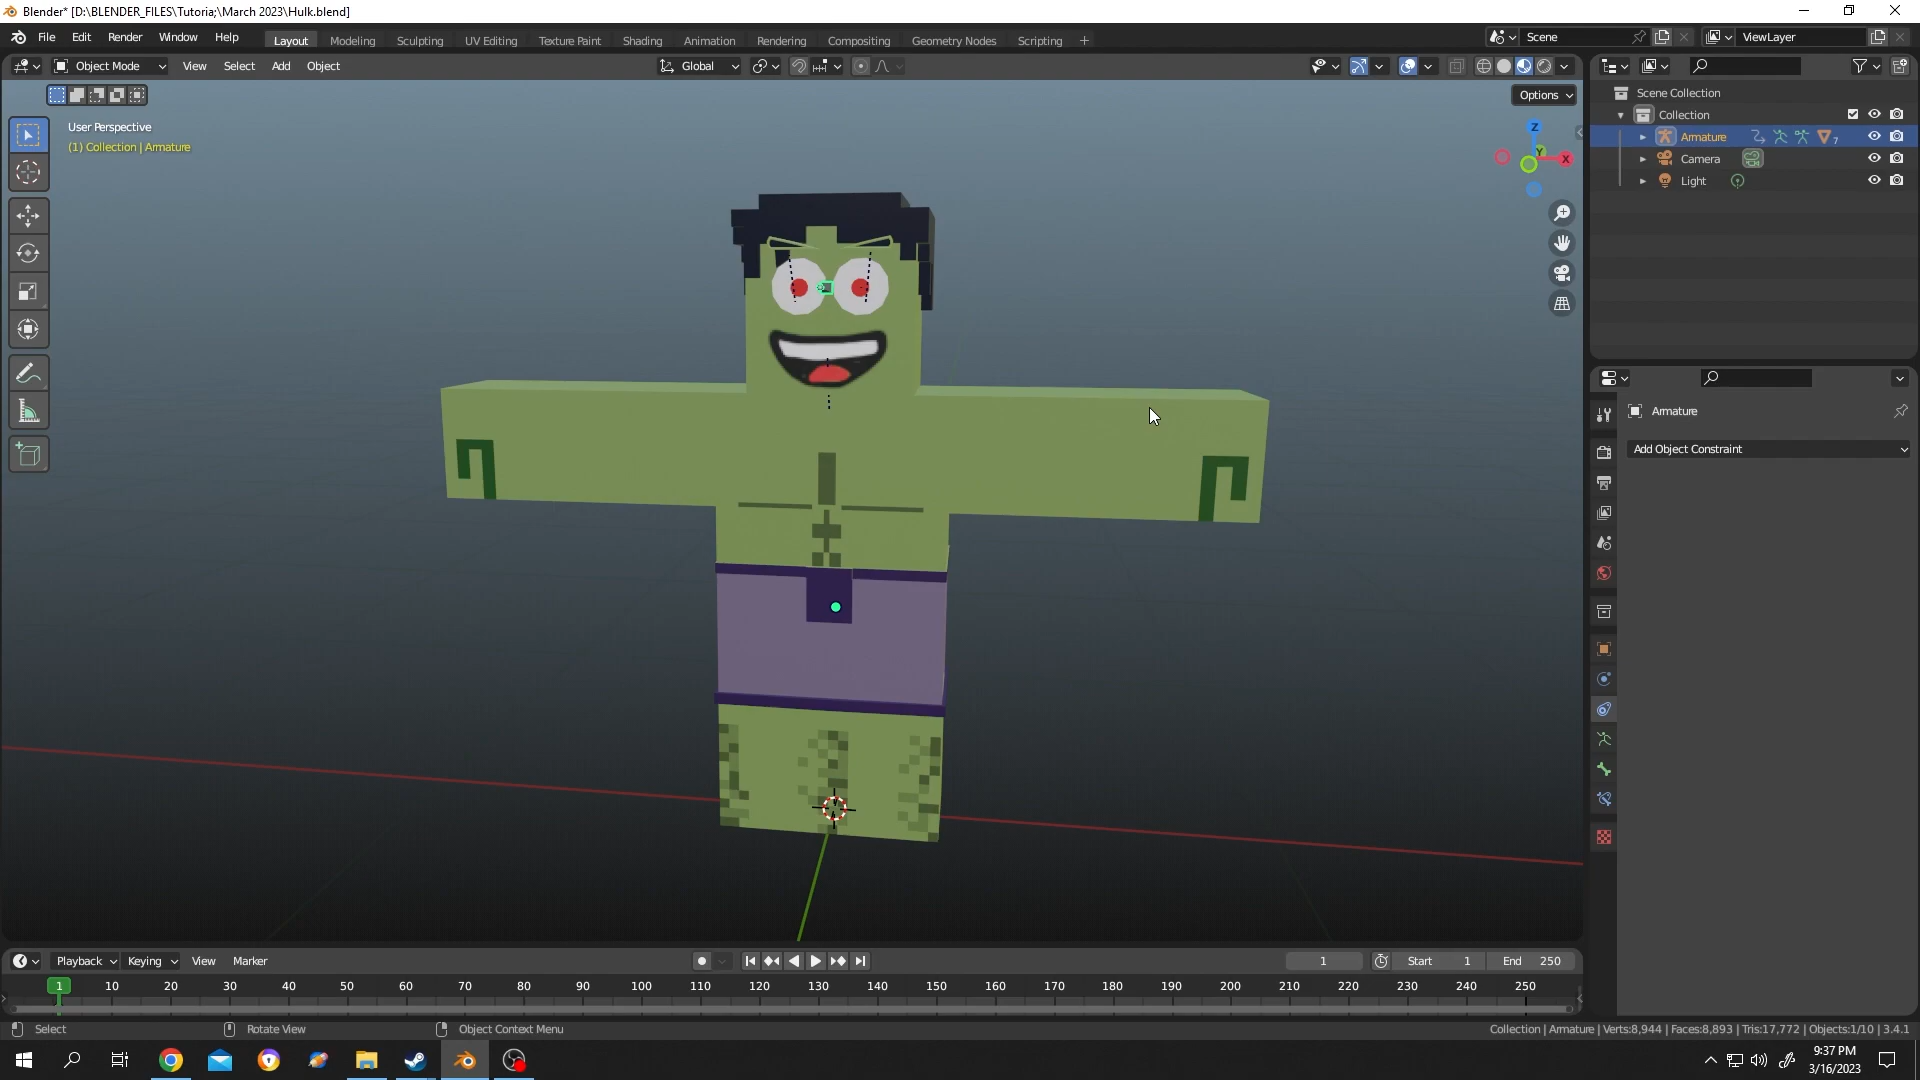 Blender* [D:\BLENDER_FILES\Tutoria;\March 2023\Hulk.blend]
File Edit Render Window Help Layout Modeling Sculpting UV Editing Texture Paint Shading Animation Rendering Compositing Geometry Nodes Scripting + Scene ViewLayer
Object Mode View Select Add Object Global
Options
User Perspective
(1) Collection | Armature
Z
Y
X
Scene Collection
Collection
Armature 7
Camera
Light
Armature
Add Object Constraint
Playback Keying View Marker 1 Start 1 End 250
1 10 20 30 40 50 60 70 80 90 100 110 120 130 140 150 160 170 180 190 200 210 220 230 240 250
Select Rotate View Object Context Menu Collection | Armature | Verts:8,944 | Faces:8,893 | Tris:17,772 | Objects:1/10 | 3.4.1
9:37 PM
3/16/2023